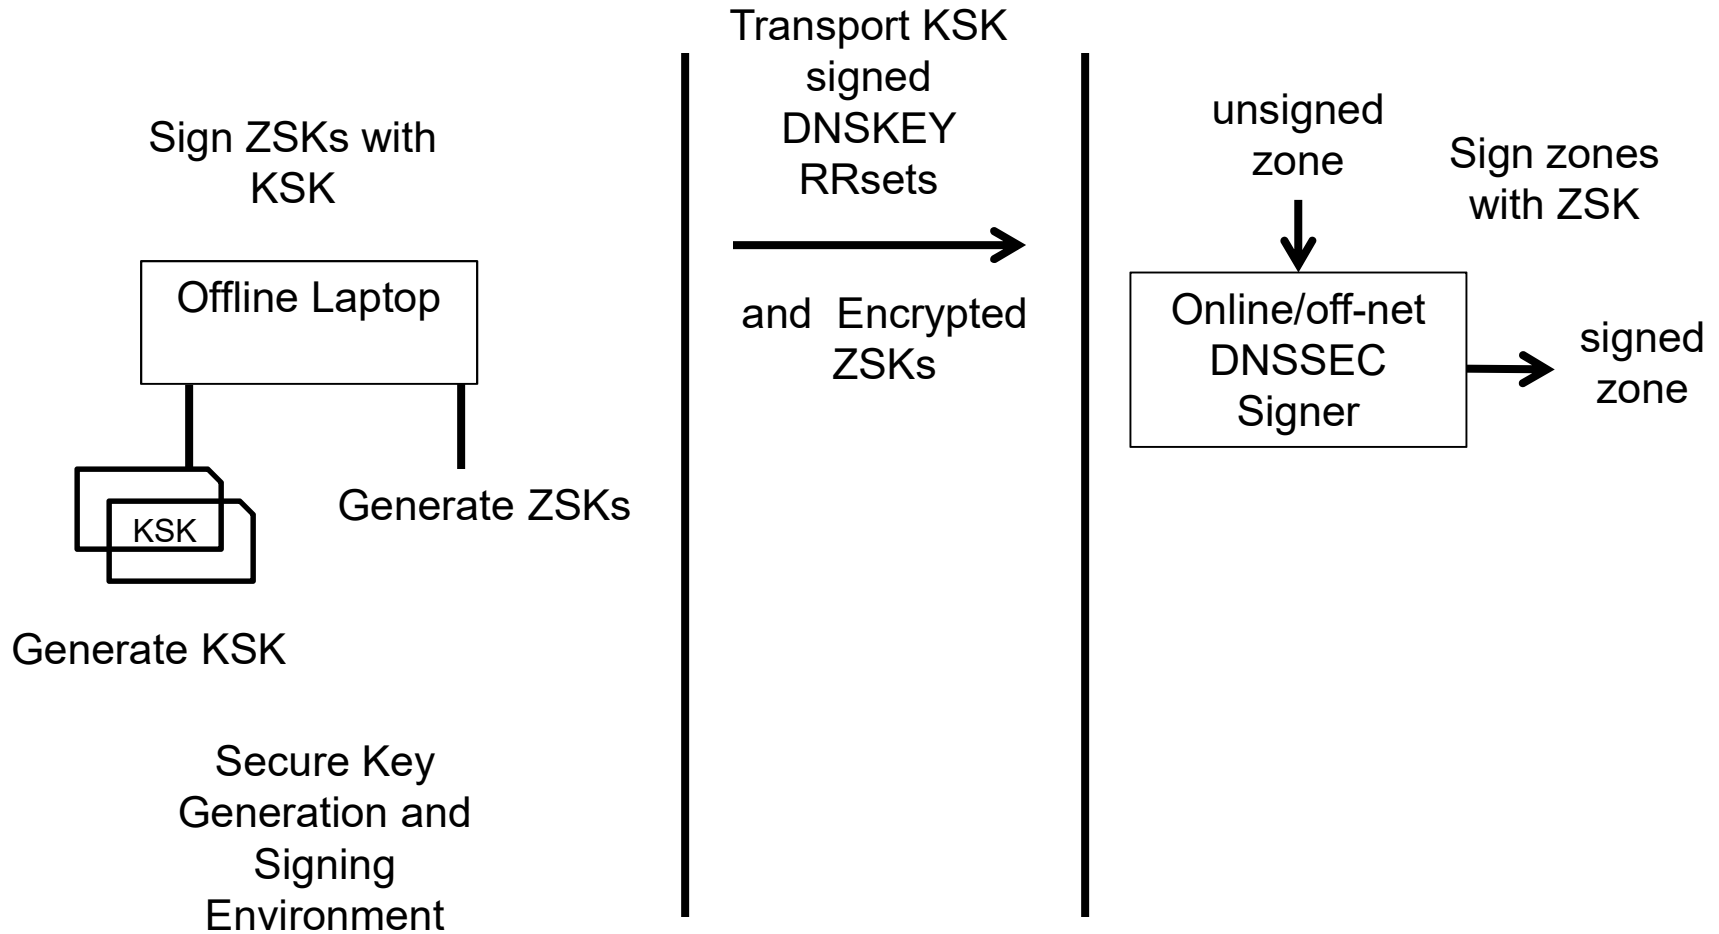 Sign ZSKs with
KSK
Offline Laptop
KSK
Generate ZSKs
Generate KSK
Secure Key
Generation and
Signing
Environment
Transport KSK
signed
DNSKEY
RRsets
and Encrypted
ZSKs
unsigned
zone
Sign zones
with ZSK
Online/off-net
DNSSEC
Signer
signed
zone